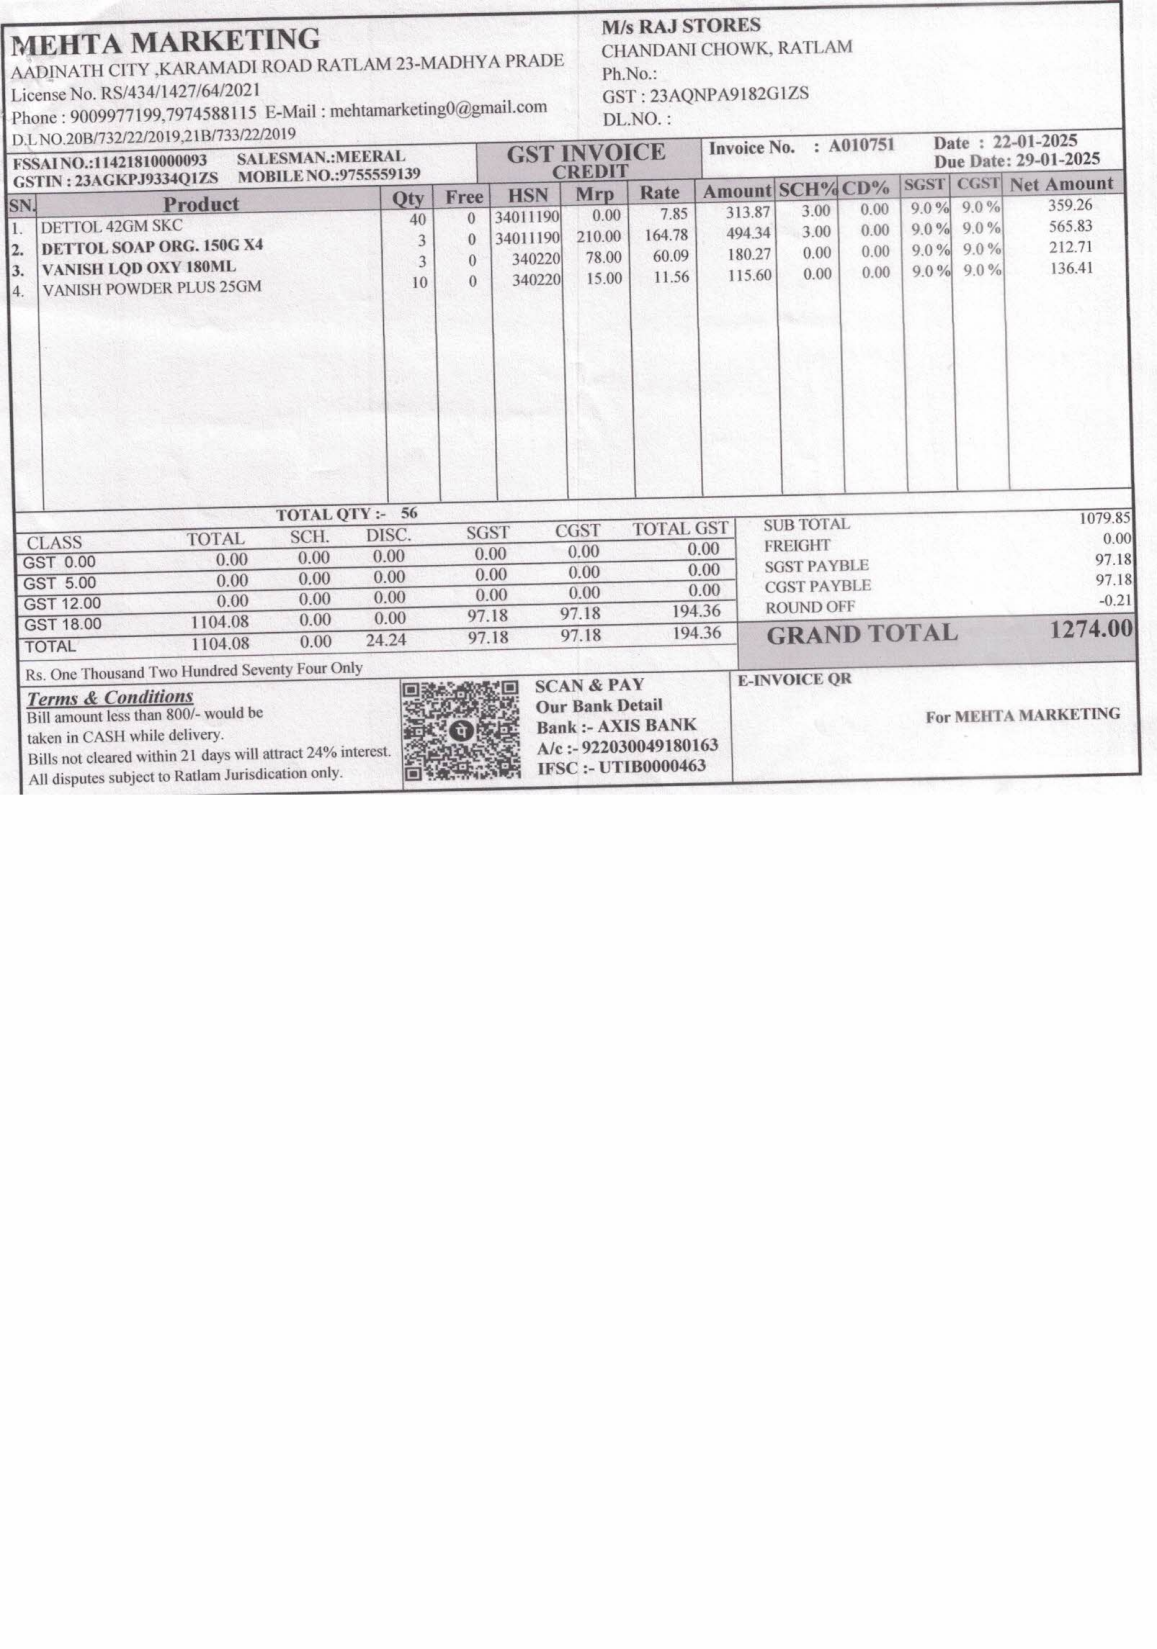 MEHTA MARKETING
AADINATH CITY ,KARAMADI ROAD RATLAM 23-MADHYA PRADE
License No. RS/434/1427/64/2021
Phone : 9009977199,7974588115 E-Mail : mehtamarketing0@gmail.com
D.L.NO.20B/732/22/2019,21B/733/22/2019
M/s RAJ STORES
CHANDANI CHOWK, RATLAM
Ph.No.:
GST : 23AQNPA9182G1ZS
DL.NO. :
FSSAI NO.:11421810000093 SALESMAN.:MEERAL
GSTIN : 23AGKPJ9334Q1ZS MOBILE NO.:9755559139
GST INVOICE
CREDIT
Invoice No. : A010751 Date : 22-01-2025
Due Date: 29-01-2025
SN. Product Qty Free HSN Mrp Rate Amount SCH% CD% SGST CGST Net Amount
1. DETTOL 42GM SKC 40 0 34011190 0.00 7.85 313.87 3.00 0.00 9.0 % 9.0 % 359.26
2. DETTOL SOAP ORG. 150G X4 3 0 34011190 210.00 164.78 494.34 3.00 0.00 9.0 % 9.0 % 565.83
3. VANISH LQD OXY 180ML 3 0 340220 78.00 60.09 180.27 0.00 0.00 9.0 % 9.0 % 212.71
4. VANISH POWDER PLUS 25GM 10 0 340220 15.00 11.56 115.60 0.00 0.00 9.0 % 9.0 % 136.41
TOTAL QTY :- 56
CLASS TOTAL SCH. DISC. SGST CGST TOTAL GST
GST 0.00 0.00 0.00 0.00 0.00 0.00 0.00
GST 5.00 0.00 0.00 0.00 0.00 0.00 0.00
GST 12.00 0.00 0.00 0.00 0.00 0.00 0.00
GST 18.00 1104.08 0.00 0.00 97.18 97.18 194.36
TOTAL 1104.08 0.00 24.24 97.18 97.18 194.36
SUB TOTAL 1079.85
FREIGHT 0.00
SGST PAYBLE 97.18
CGST PAYBLE 97.18
ROUND OFF -0.21
GRAND TOTAL 1274.00
Rs. One Thousand Two Hundred Seventy Four Only
Terms & Conditions
Bill amount less than 800/- would be
taken in CASH while delivery.
Bills not cleared within 21 days will attract 24% interest.
All disputes subject to Ratlam Jurisdication only.
SCAN & PAY
Our Bank Detail
Bank :- AXIS BANK
A/c :- 922030049180163
IFSC :- UTIB0000463
E-INVOICE QR
For MEHTA MARKETING